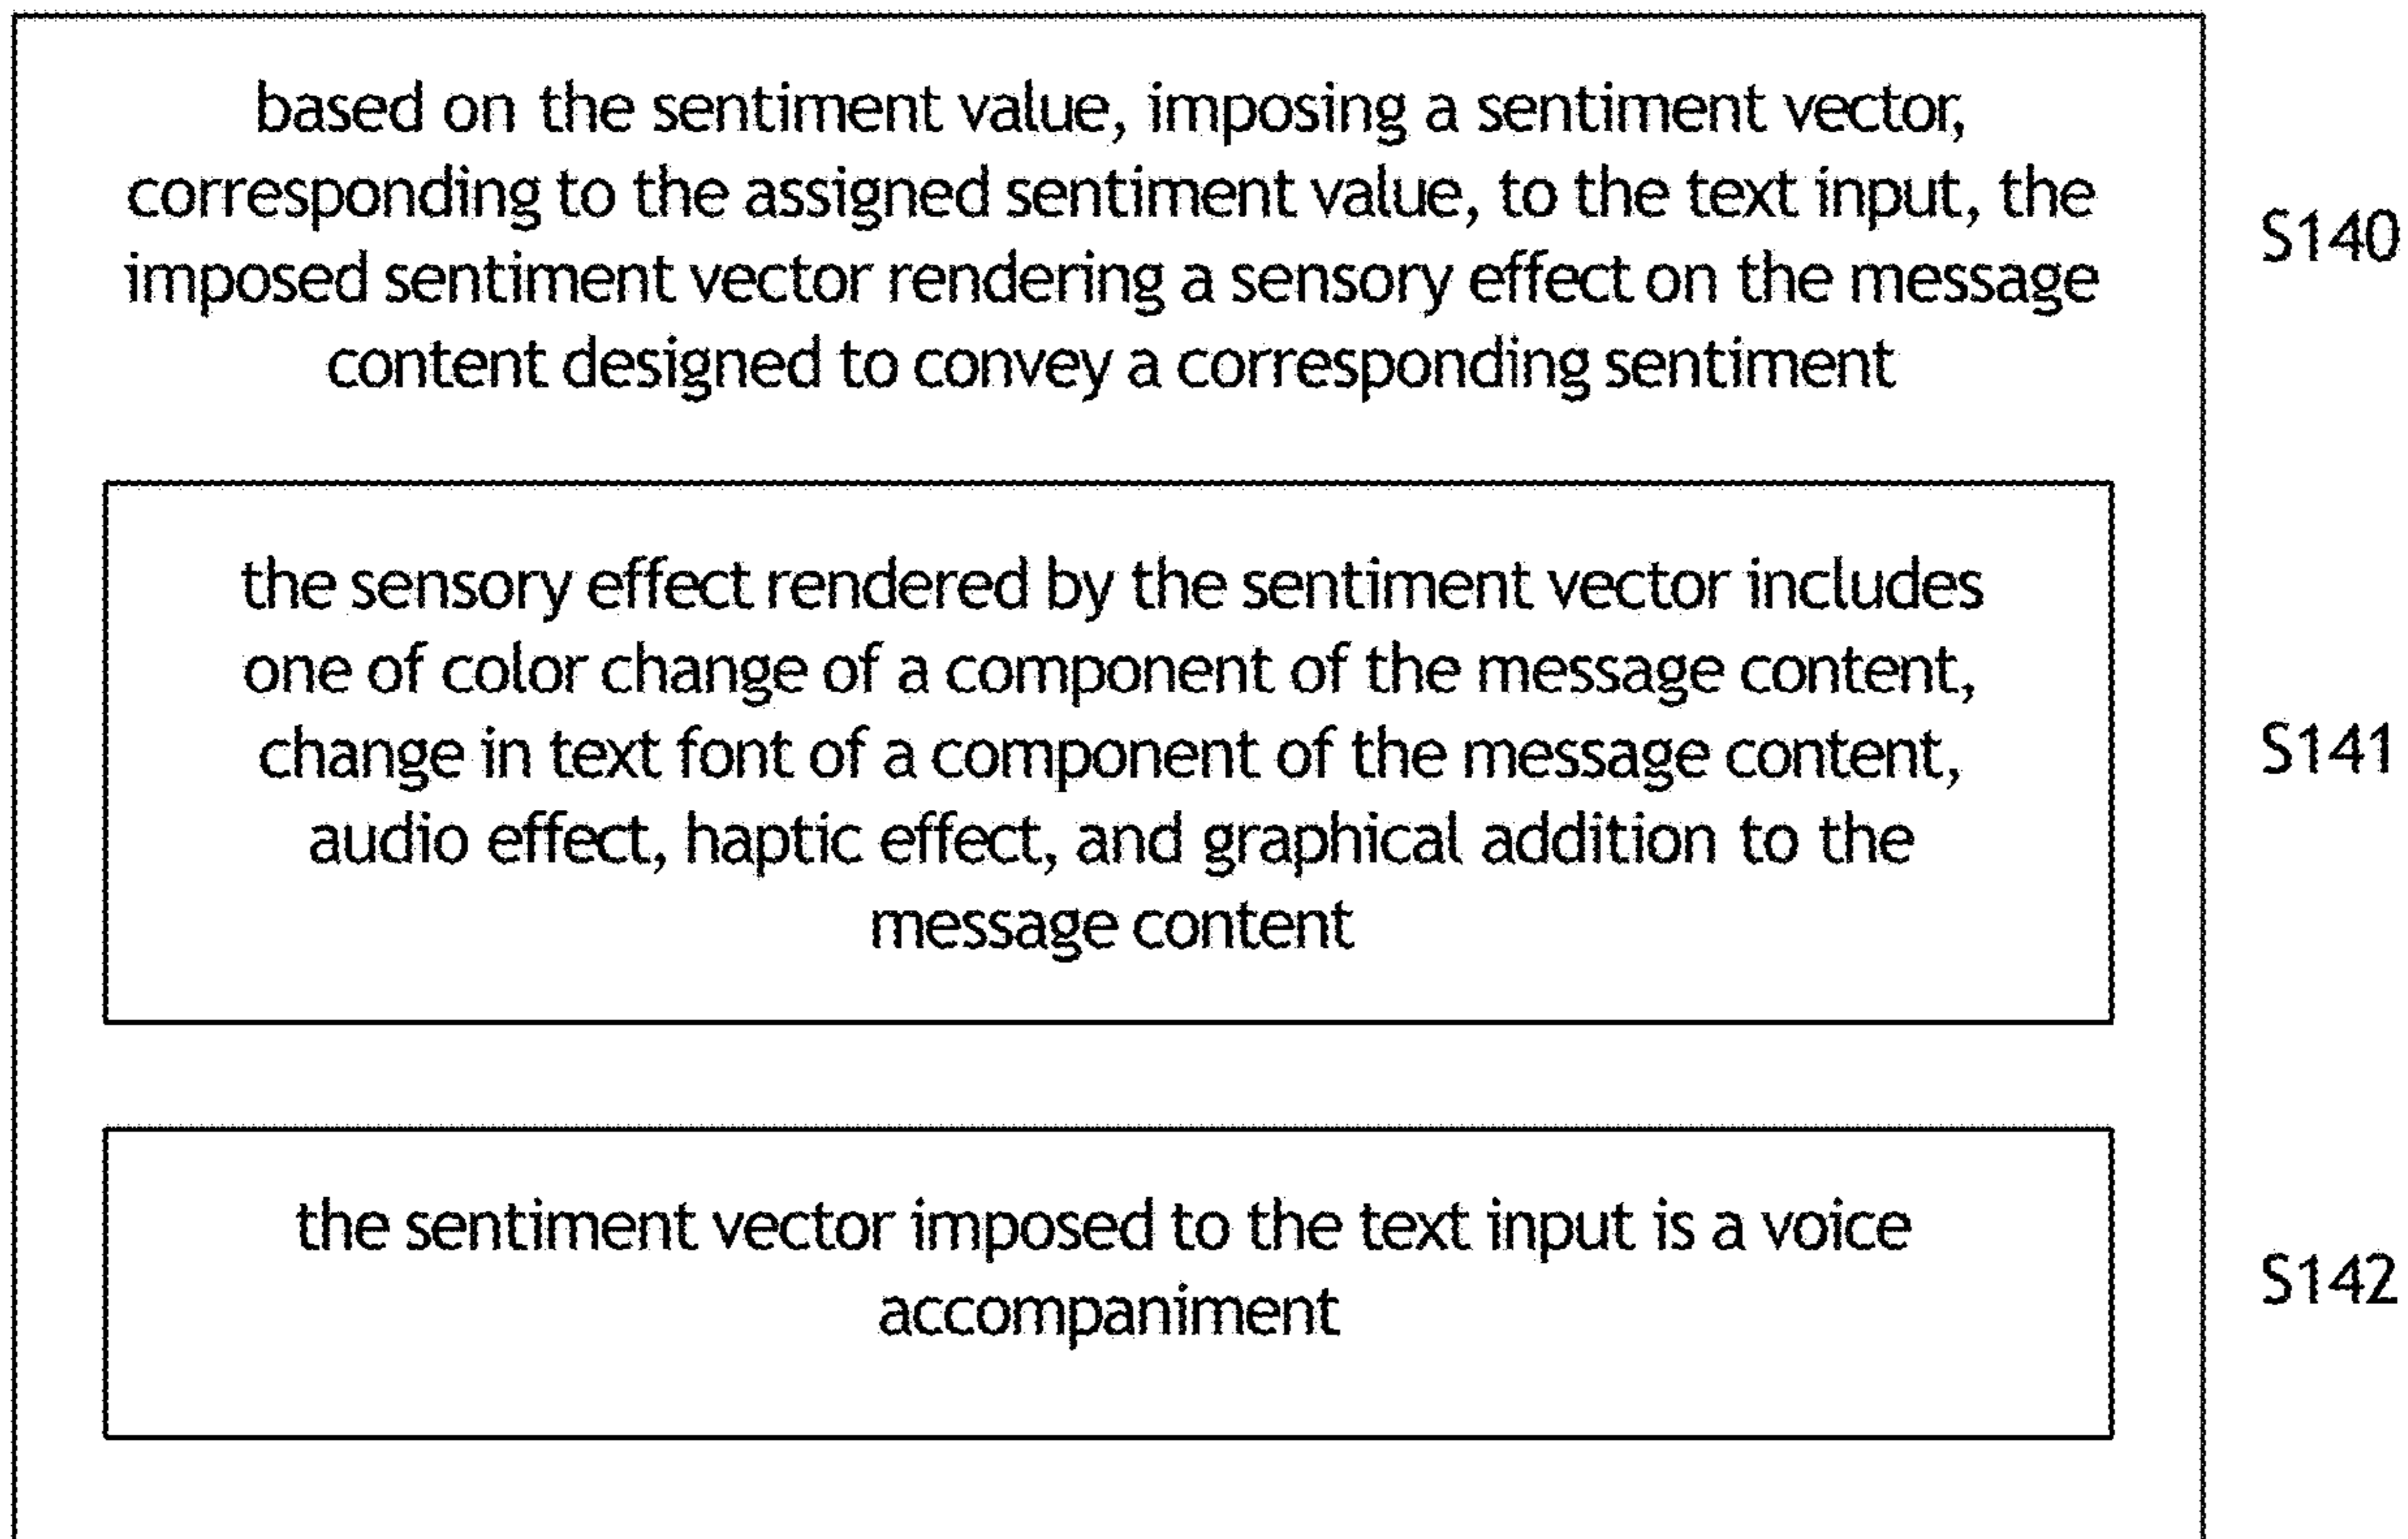 based on the sentiment value, imposing a sentiment vector,
corresponding to the assigned sentiment value, to the text input, the
imposed sentiment vector rendering a sensory effect on the message
content designed to convey a corresponding sentiment
S140
the sensory effect rendered by the sentiment vector includes
one of color change of a component of the message content,
change in text font of a component of the message content,
audio effect, haptic effect, and graphical addition to the
message content
S141
the sentiment vector imposed to the text input is a voice
accompaniment
S142